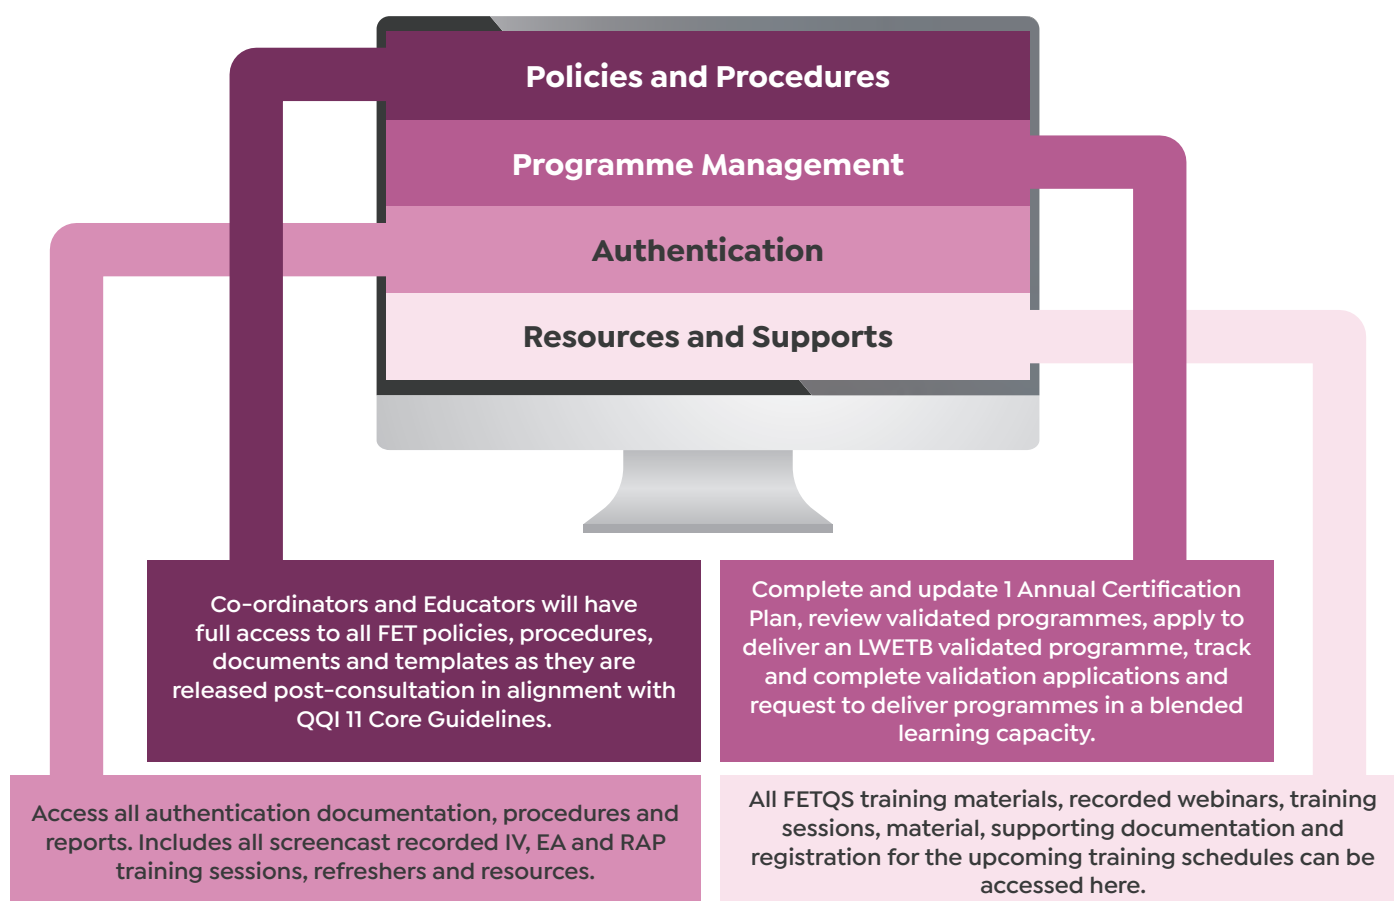 Policies and Procedures
Programme Management
Authentication
Resources and Supports
Co-ordinators and Educators will have
full access to all FET policies, procedures,
documents and templates as they are
released post-consultation in alignment with
QQI 11 Core Guidelines.
Complete and update 1 Annual Certification
Plan, review validated programmes, apply to
deliver an LWETB validated programme, track
and complete validation applications and
request to deliver programmes in a blended
learning capacity.
Access all authentication documentation, procedures and
reports. Includes all screencast recorded IV, EA and RAP
training sessions, refreshers and resources.
All FETQS training materials, recorded webinars, training
sessions, material, supporting documentation and
registration for the upcoming training schedules can be
accessed here.